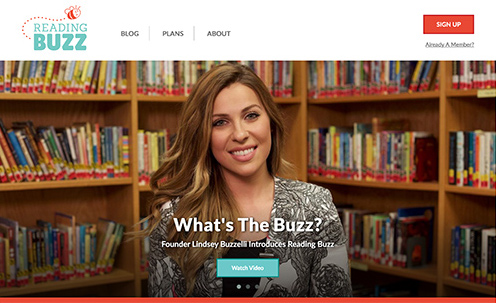 READING
BUZZ
BLOG
PLANS
ABOUT
SIGN UP
Already A Member?
What's The Buzz?
Founder Lindsey Buzzelli Introduces Reading Buzz
Watch Video